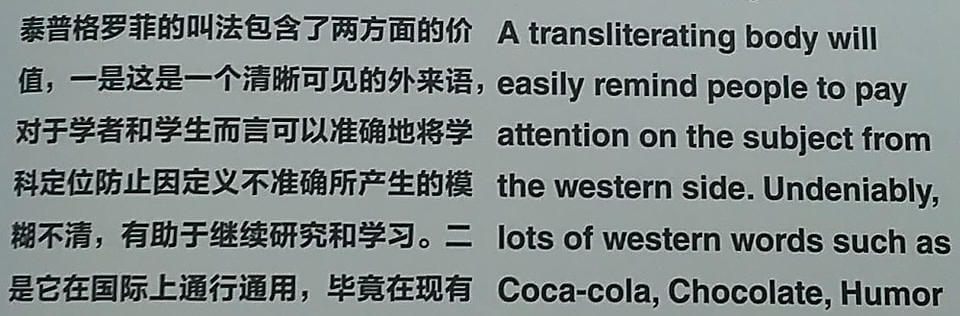 泰普格罗菲的叫法包含了两方面的价
值，一是这是一个清晰可见的外来语，
对于学者和学生而言可以准确地将学
科定位防止因定义不准确所产生的模
糊不清，有助于继续研究和学习。二
是它在国际上通行通用，毕竟在现有
A transliterating body will
easily remind people to pay
attention on the subject from
the western side. Undeniably,
lots of western words such as
Coca-cola, Chocolate, Humor